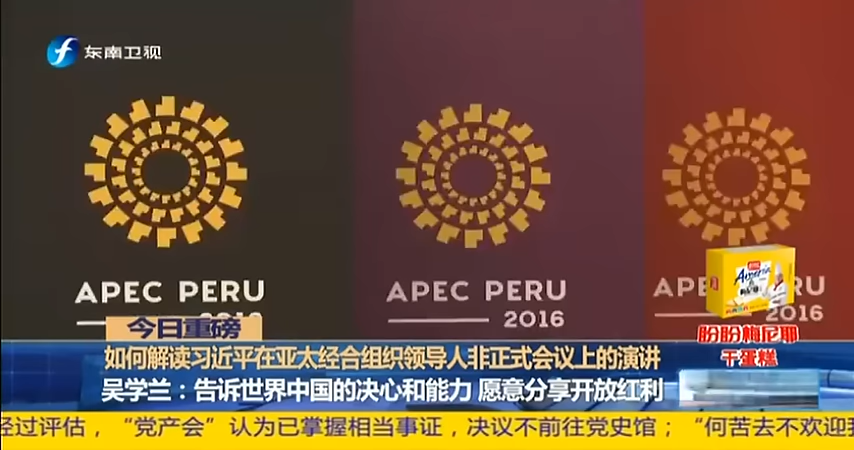 东南卫视
APEC PERU
2016
APEC PERU
2016
APEC PERU
2016
今日重磅
如何解读习近平在亚太经合组织领导人非正式会议上的演讲
吴学兰：告诉世界中国的决心和能力 愿意分享开放红利
盼盼梅尼耶
干蛋糕
经过评估，“党产会”认为已掌握相当事证，决议不前往党史馆；“何苦去不欢迎我